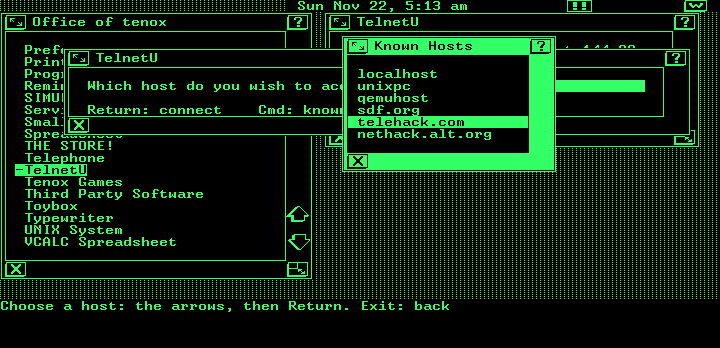 Sun Nov 22, 5:13 am
!!
w
Office of tenox
?
TelnetU
?
Known Hosts
?
localhost
unixpc
qemuhost
sdf.org
telehack.com
nethack.alt.org
TelnetU
?
Which host do you wish to
Return: connect Cmd:
THE STORE!
Telephone
TelnetU
Tenox Games
Third Party Software
Toybox
Typewriter
UNIX System
VCALC Spreadsheet
Choose a host: the arrows, then Return. Exit: back